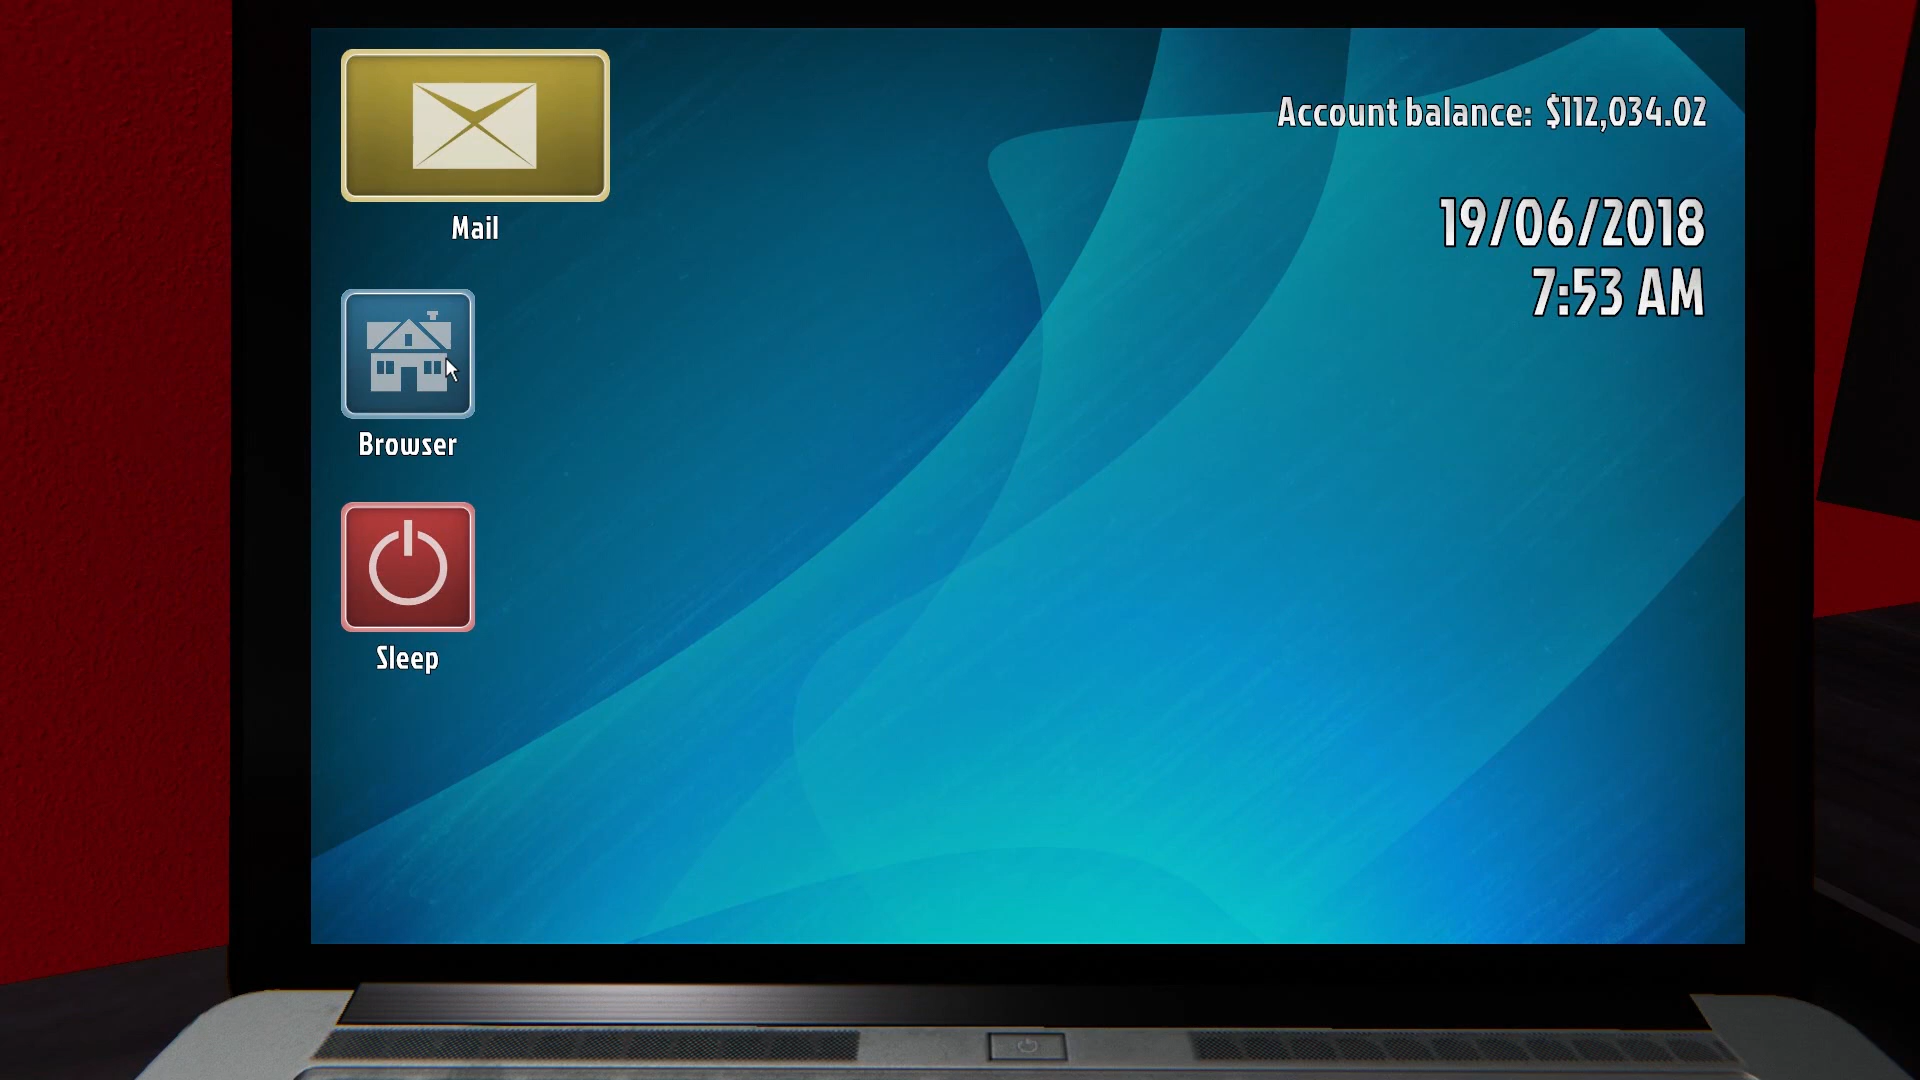 Mail
Browser
Sleep
Account balance: $112,034.02
19/06/2018
7:53 AM